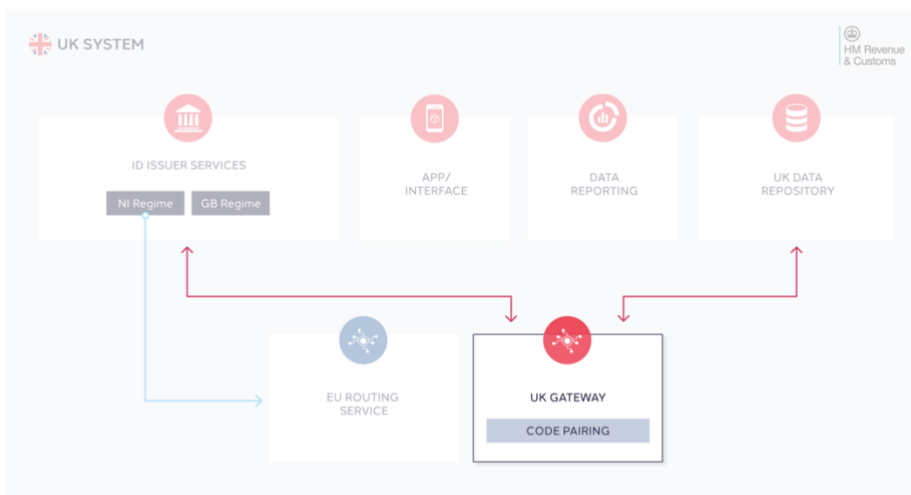 UK SYSTEM
HM Revenue
& Customs
ID ISSUER SERVICES
NI Regime
GB Regime
APP/
INTERFACE
DATA
REPORTING
UK DATA
REPOSITORY
EU ROUTING
SERVICE
UK GATEWAY
CODE PAIRING